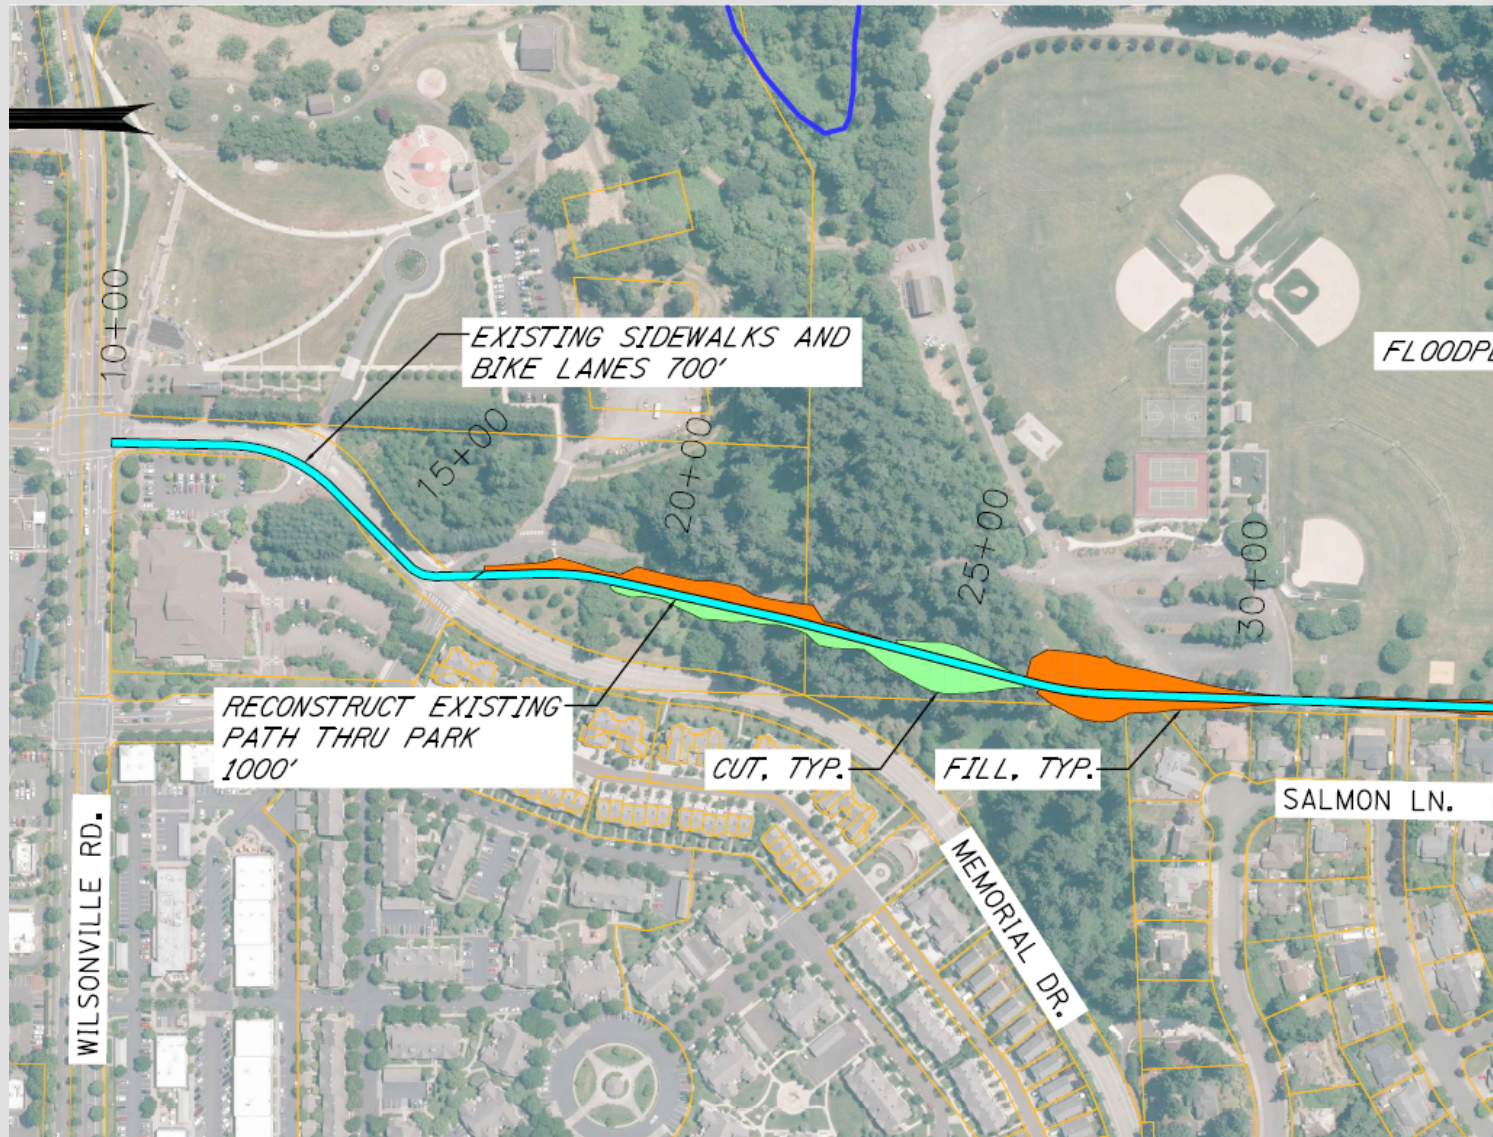 10+00
EXISTING SIDEWALKS AND
BIKE LANES 700'
FLOODPL
15+00
20+00
25+00
30+00
RECONSTRUCT EXISTING
PATH THRU PARK
1000'
CUT, TYP.
FILL, TYP.
SALMON LN.
WILSONVILLE RD.
MEMORIAL DR.